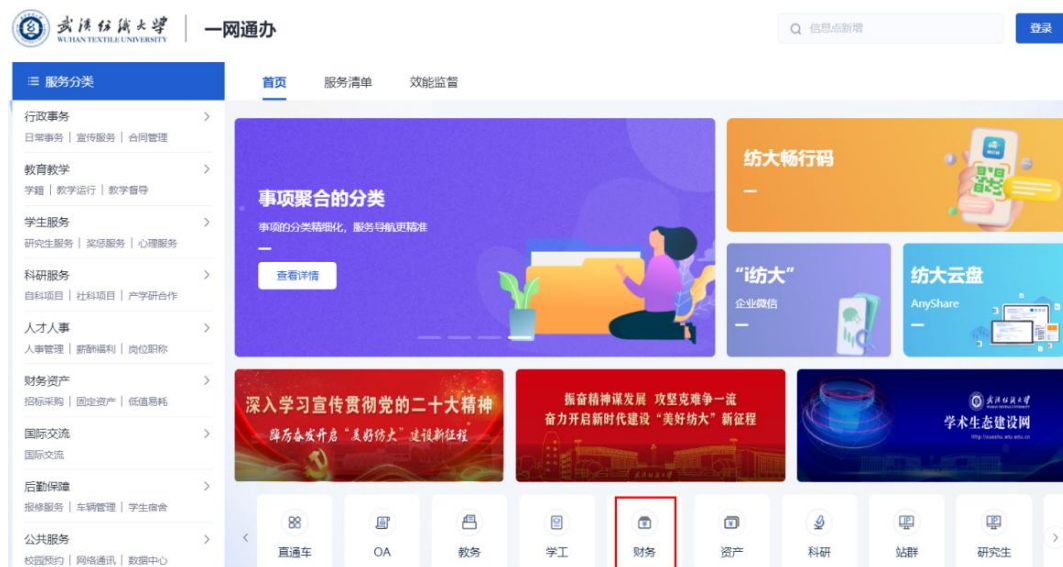 武汉纺织大学
WUHAN TEXTILE UNIVERSITY
一网通办
信息点新增
登录
服务分类
首页
服务清单
效能监督
行政事务
日常事务 | 宣传服务 | 合同管理
教育教学
学籍 | 教学运行 | 教学督导
学生服务
研究生服务 | 奖惩服务 | 心理服务
科研服务
自科项目 | 社科项目 | 产学研合作
人才人事
人事管理 | 薪酬福利 | 岗位职称
财务资产
招标采购 | 固定资产 | 低值易耗
国际交流
国际交流
后勤保障
报修服务 | 车辆管理 | 学生宿舍
公共服务
校园预约 | 网络通讯 | 数据中心
事项聚合的分类
事项的分类精细化，服务导航更精准
查看详情
纺大畅行码
“i纺大”
企业微信
纺大云盘
AnyShare
深入学习宣传贯彻党的二十大精神
踔厉奋发开启“美好纺大”建设新征程
振奋精神谋发展 攻坚克难争一流
奋力开启新时代建设“美好纺大”新征程
武汉纺织大学
学术生态建设网
直通车
OA
教务
学工
财务
资产
科研
站群
研究生